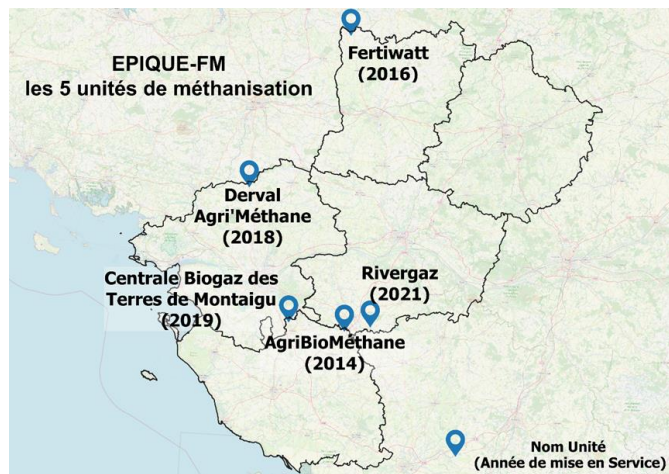 EPIQUE-FM
les 5 unités de méthanisation
Fertiwatt
(2016)
Derval
Agri'Méthane
(2018)
Centrale Biogaz des
Terres de Montaigu
(2019)
Rivergaz
(2021)
AgriBioMéthane
(2014)
Nom Unité
(Année de mise en Service)